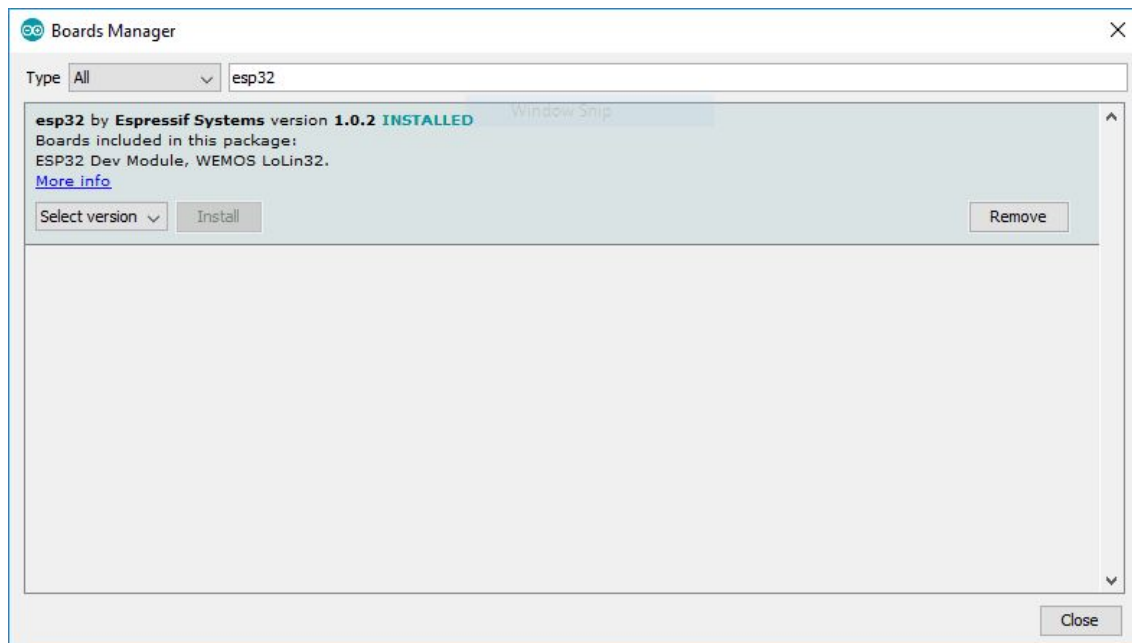 Boards Manager
Type All esp32
Window Snip
esp32 by Espressif Systems version 1.0.2 INSTALLED
Boards included in this package:
ESP32 Dev Module, WEMOS LoLin32.
More info
Select version Install Remove
Close